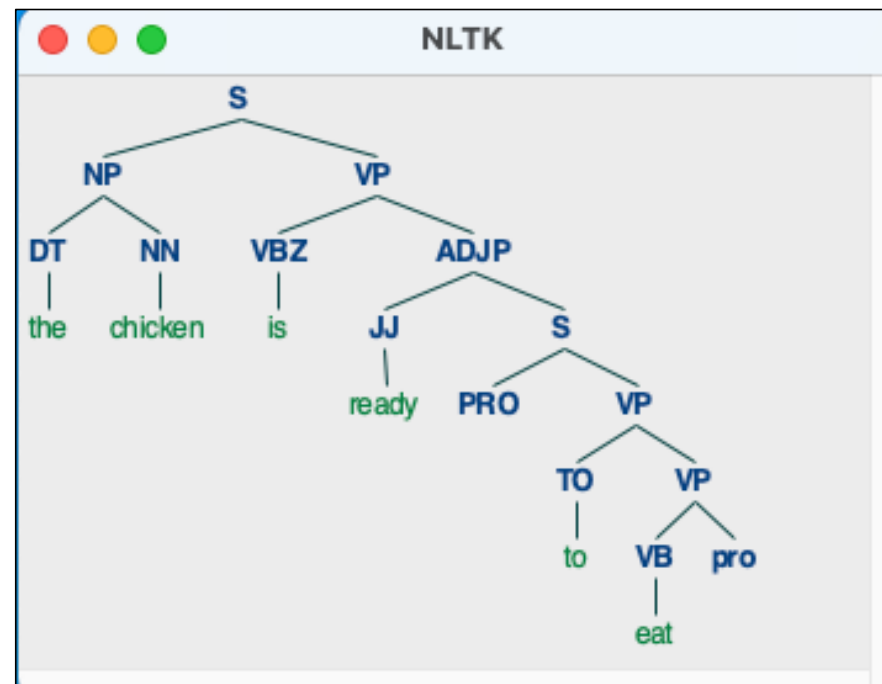 NLTK
S
NP VP
DT NN VBZ ADJP
the chicken is JJ S
ready PRO VP
TO VP
to VB pro
eat